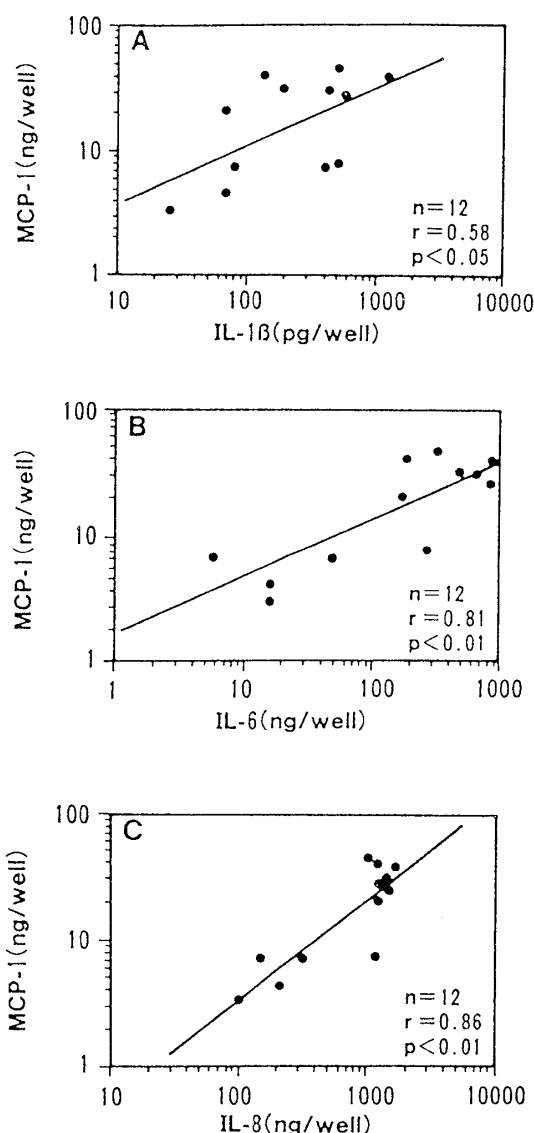 A
100
10
1
MCP-1(ng/well)
n=12
r=0.58
p<0.05
10 100 1000 10000
IL-1ß(pg/well)
B
100
10
1
MCP-1(ng/well)
n=12
r=0.81
p<0.01
1 10 100 1000
IL-6(ng/well)
C
100
10
1
MCP-1(ng/well)
n=12
r=0.86
p<0.01
10 100 1000 10000
IL-8(ng/well)